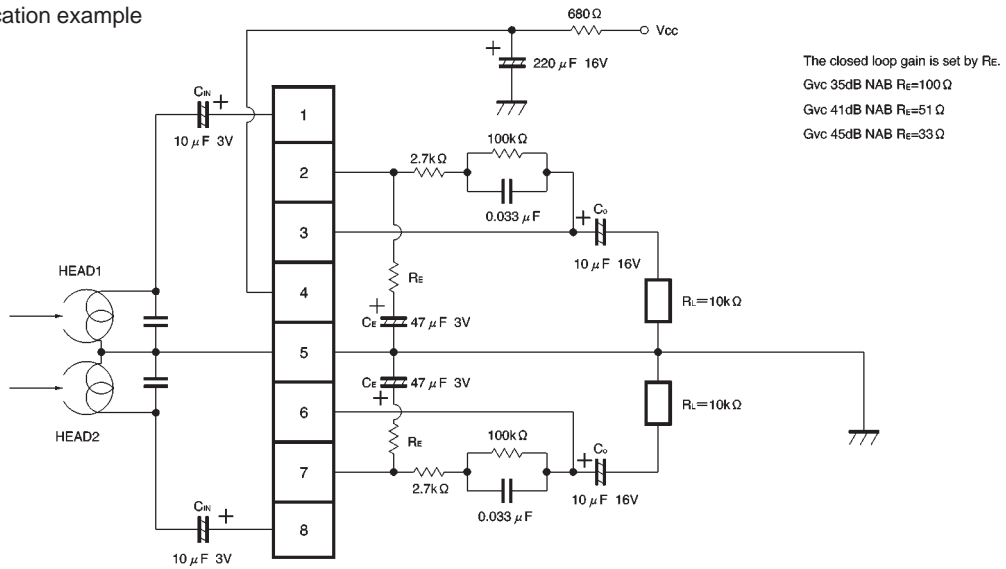 cation example
680Ω
Vcc
+
220 μF 16V
The closed loop gain is set by RE.
Gvc 35dB NAB RE=100Ω
Gvc 41dB NAB RE=51Ω
Gvc 45dB NAB RE=33Ω
CIN
+
10 μF 3V
1
2
3
4
5
6
7
8
2.7kΩ
100kΩ
0.033 μF
+
Co
10 μF 16V
HEAD1
RE
+
CE
47 μF 3V
RL=10kΩ
CE
47 μF 3V
+
RL=10kΩ
HEAD2
RE
100kΩ
2.7kΩ
0.033 μF
+
Co
10 μF 16V
CIN
+
10 μF 3V